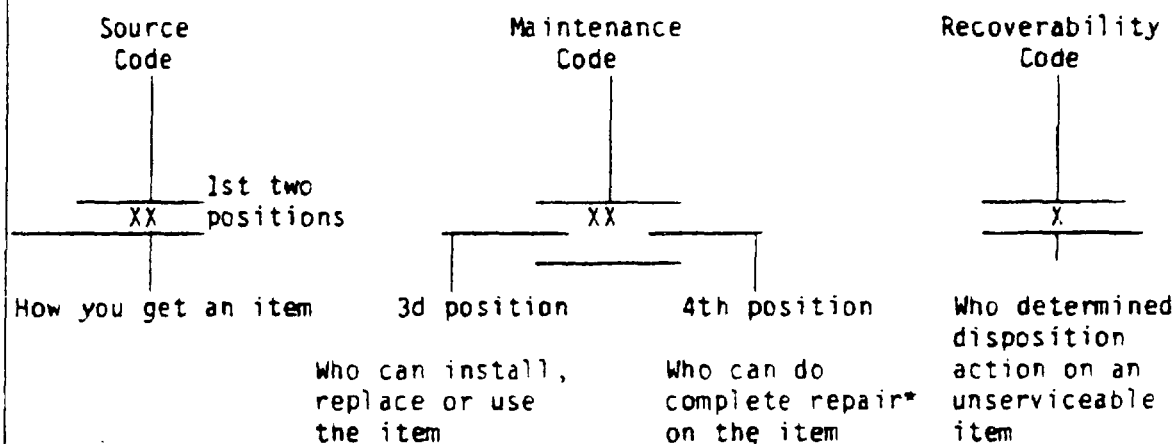 Source Code
Maintenance Code
Recoverability Code
XX
1st two positions
XX
X
How you get an item
3d position
4th position
Who can install,
replace or use
the item
Who can do
complete repair*
on the item
Who determined
disposition
action on an
unserviceable
item